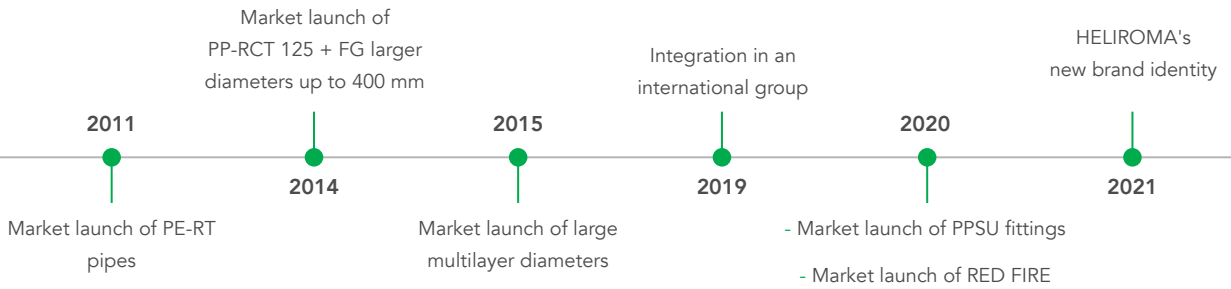 2011
Market launch of PE-RT
pipes
Market launch of
PP-RCT 125 + FG larger
diameters up to 400 mm
2014
2015
Market launch of large
multilayer diameters
Integration in an
international group
2019
2020
- Market launch of PPSU fittings
- Market launch of RED FIRE
HELIROMA's
new brand identity
2021